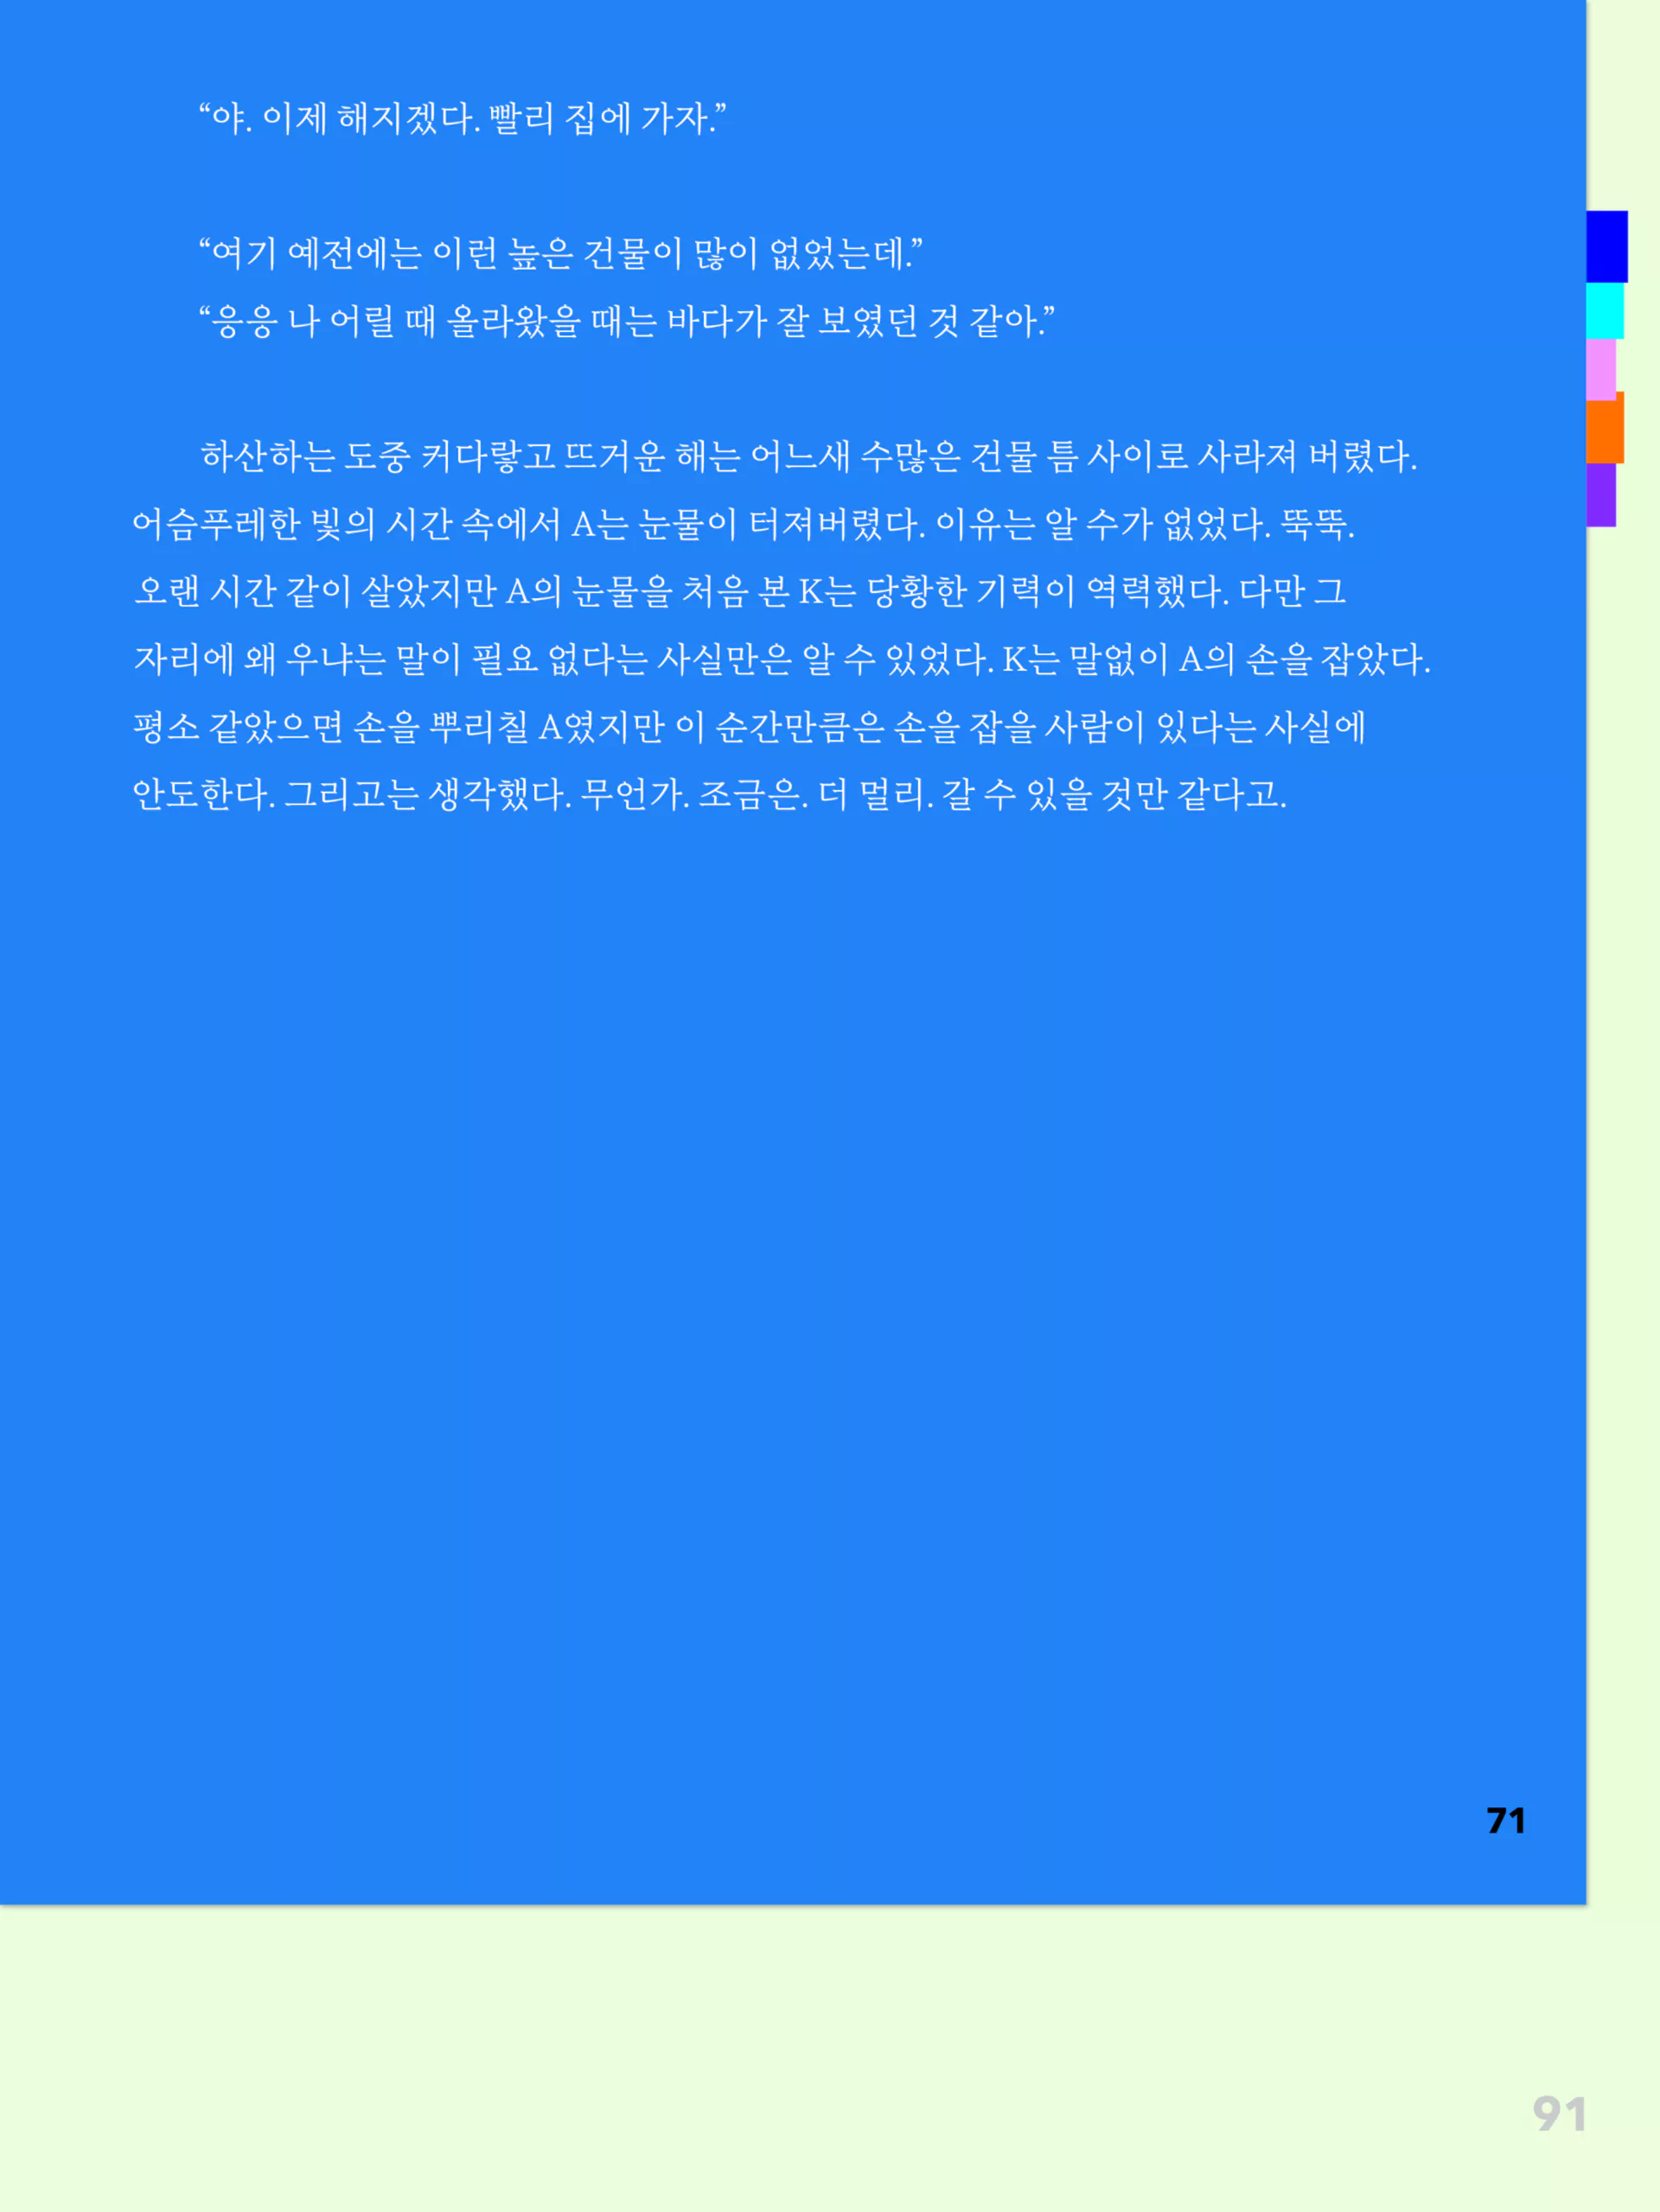 “야. 이제 해지겠다. 빨리 집에 가자.”
“여기 예전에는 이런 높은 건물이 많이 없었는데.”
“응응 나 어릴 때 올라왔을 때는 바다가 잘 보였던 것 같아.”
하산하는 도중 커다랗고 뜨거운 해는 어느새 수많은 건물 틈 사이로 사라져 버렸다.
어슴푸레한 빛의 시간 속에서 A는 눈물이 터져버렸다. 이유는 알 수가 없었다. 뚝뚝.
오랜 시간 같이 살았지만 A의 눈물을 처음 본 K는 당황한 기력이 역력했다. 다만 그
자리에 왜 우냐는 말이 필요 없다는 사실만은 알 수 있었다. K는 말없이 A의 손을 잡았다.
평소 같았으면 손을 뿌리칠 A였지만 이 순간만큼은 손을 잡을 사람이 있다는 사실에
안도한다. 그리고는 생각했다. 무언가. 조금은. 더 멀리. 갈 수 있을 것만 같다고.
71
91